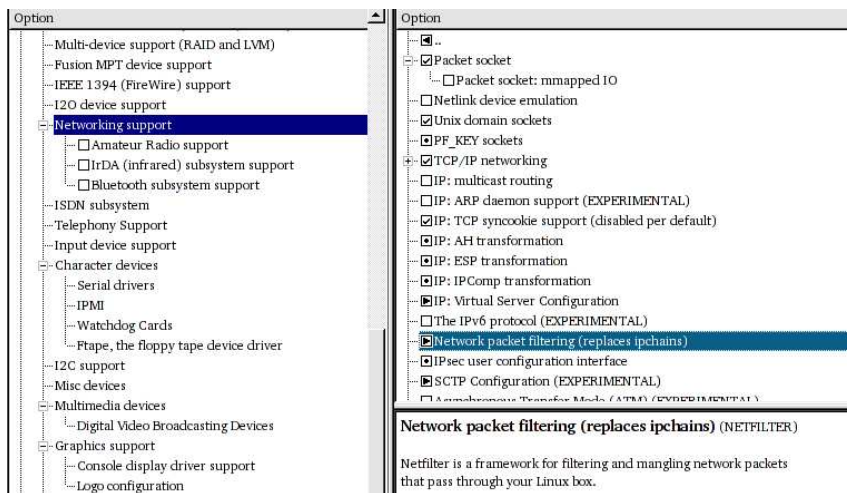 Option
Multi-device support (RAID and LVM)
Fusion MPT device support
IEEE 1394 (FireWire) support
I2O device support
Networking support
Amateur Radio support
IrDA (infrared) subsystem support
Bluetooth subsystem support
ISDN subsystem
Telephony Support
Input device support
Character devices
Serial drivers
IPMI
Watchdog Cards
Ftape, the floppy tape device driver
I2C support
Misc devices
Multimedia devices
Digital Video Broadcasting Devices
Graphics support
Console display driver support
Logo configuration
Option
..
Packet socket
Packet socket: mmapped IO
Netlink device emulation
Unix domain sockets
PF_KEY sockets
TCP/IP networking
IP: multicast routing
IP: ARP daemon support (EXPERIMENTAL)
IP: TCP syncookie support (disabled per default)
IP: AH transformation
IP: ESP transformation
IP: IPComp transformation
IP: Virtual Server Configuration
The IPv6 protocol (EXPERIMENTAL)
Network packet filtering (replaces ipchains)
IPsec user configuration interface
SCTP Configuration (EXPERIMENTAL)
Asynchronous Transfer Mode (ATM) (EXPERIMENTAL)
Network packet filtering (replaces ipchains) (NETFILTER)
Netfilter is a framework for filtering and mangling network packets
that pass through your Linux box.